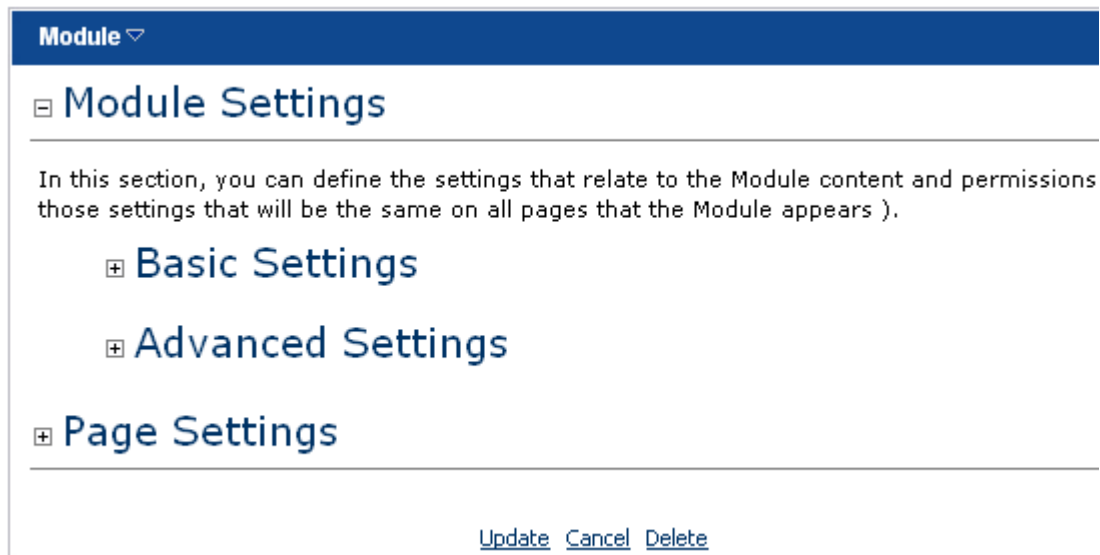 Module
Module Settings
In this section, you can define the settings that relate to the Module content and permissions
those settings that will be the same on all pages that the Module appears ).
Basic Settings
Advanced Settings
Page Settings
Update Cancel Delete